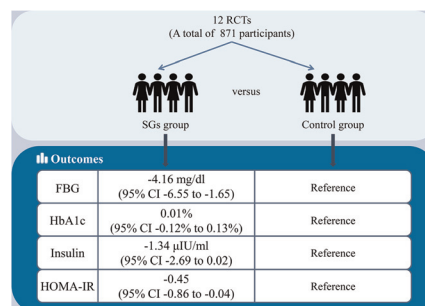 12 RCTs
(A total of 871 participants)
versus
SGs group
Control group
Outcomes
FBG
-4.16 mg/dl
(95% CI -6.55 to -1.65)
Reference
HbA1c
0.01%
(95% CI -0.12% to 0.13%)
Reference
Insulin
-1.34 μIU/ml
(95% CI -2.69 to 0.02)
Reference
HOMA-IR
-0.45
(95% CI -0.86 to -0.04)
Reference